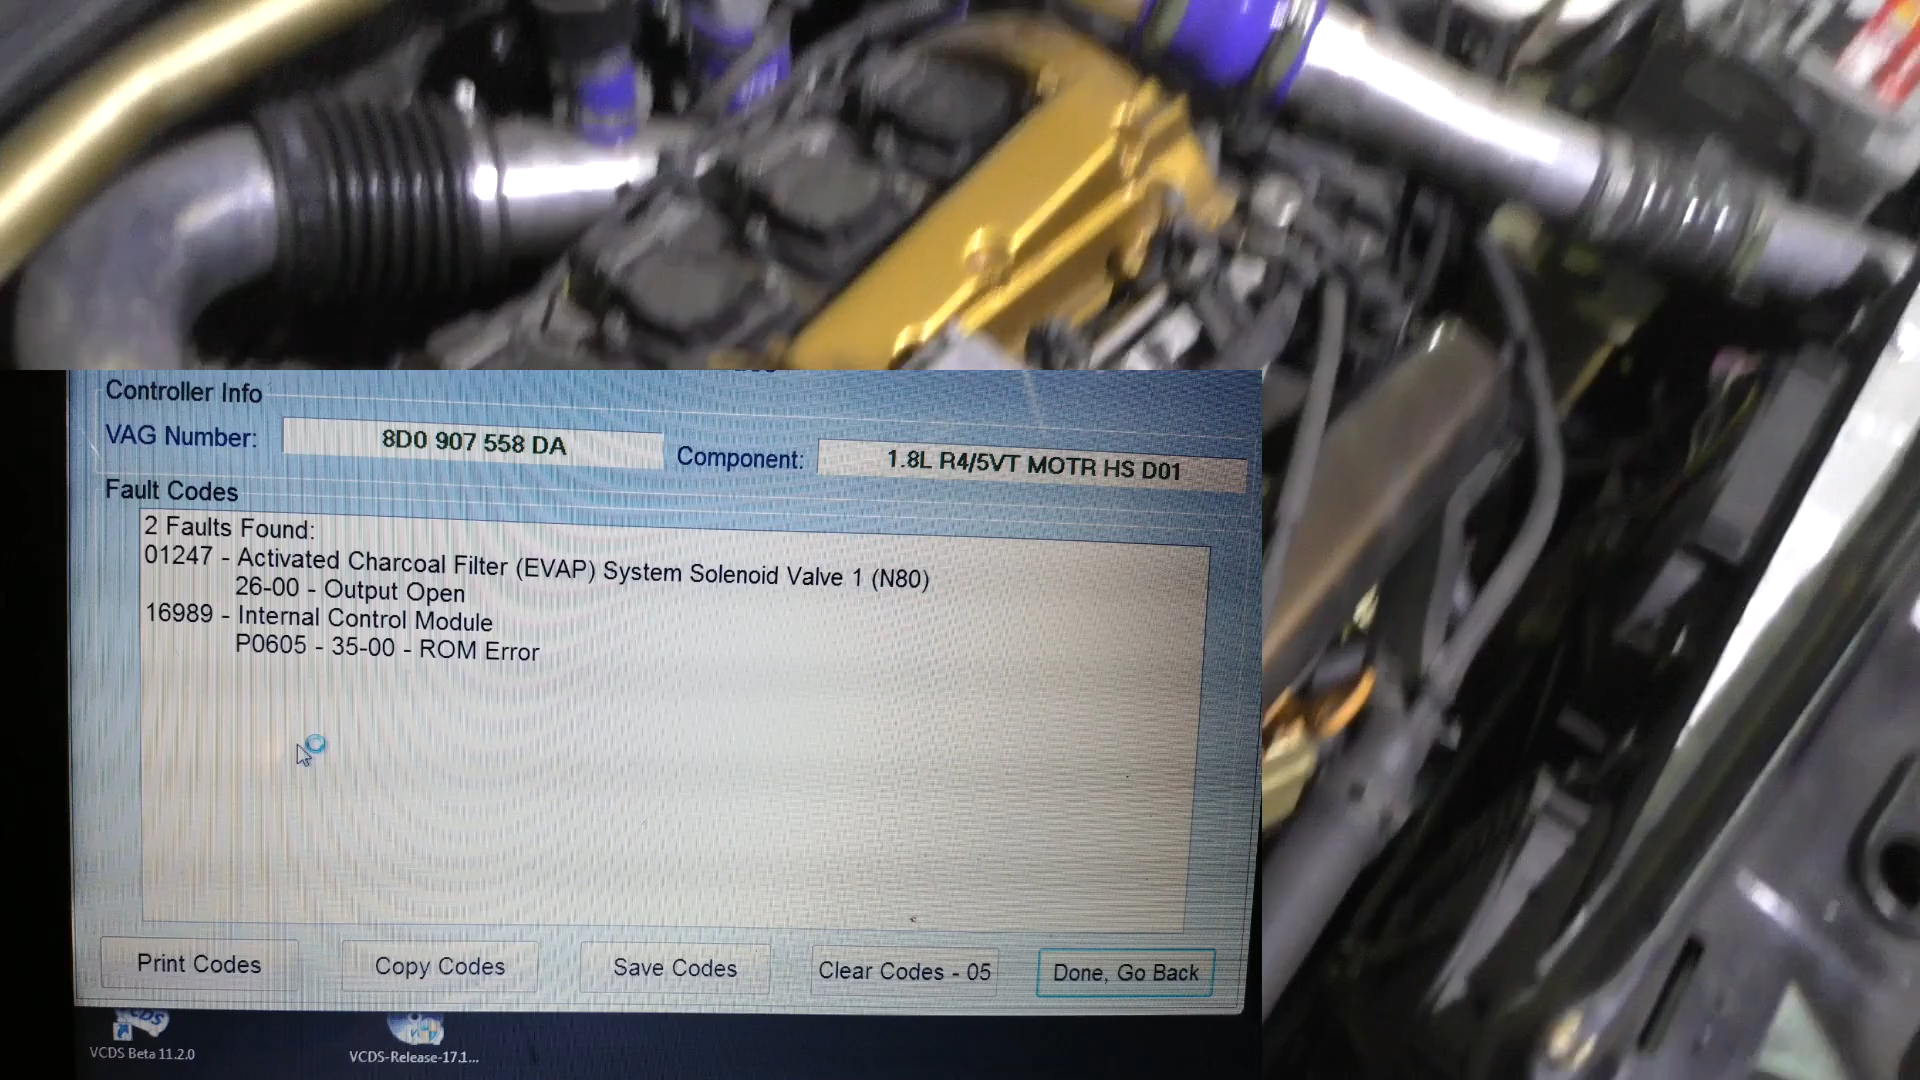 Controller Info
VAG Number: 8D0 907 558 DA Component: 1.8L R4/5VT MOTR HS D01
Fault Codes
2 Faults Found:
01247 - Activated Charcoal Filter (EVAP) System Solenoid Valve 1 (N80)
26-00 - Output Open
16989 - Internal Control Module
P0605 - 35-00 - ROM Error
Print Codes Copy Codes Save Codes Clear Codes - 05 Done, Go Back
VCDS Beta 11.2.0 VCDS-Release-17.1...